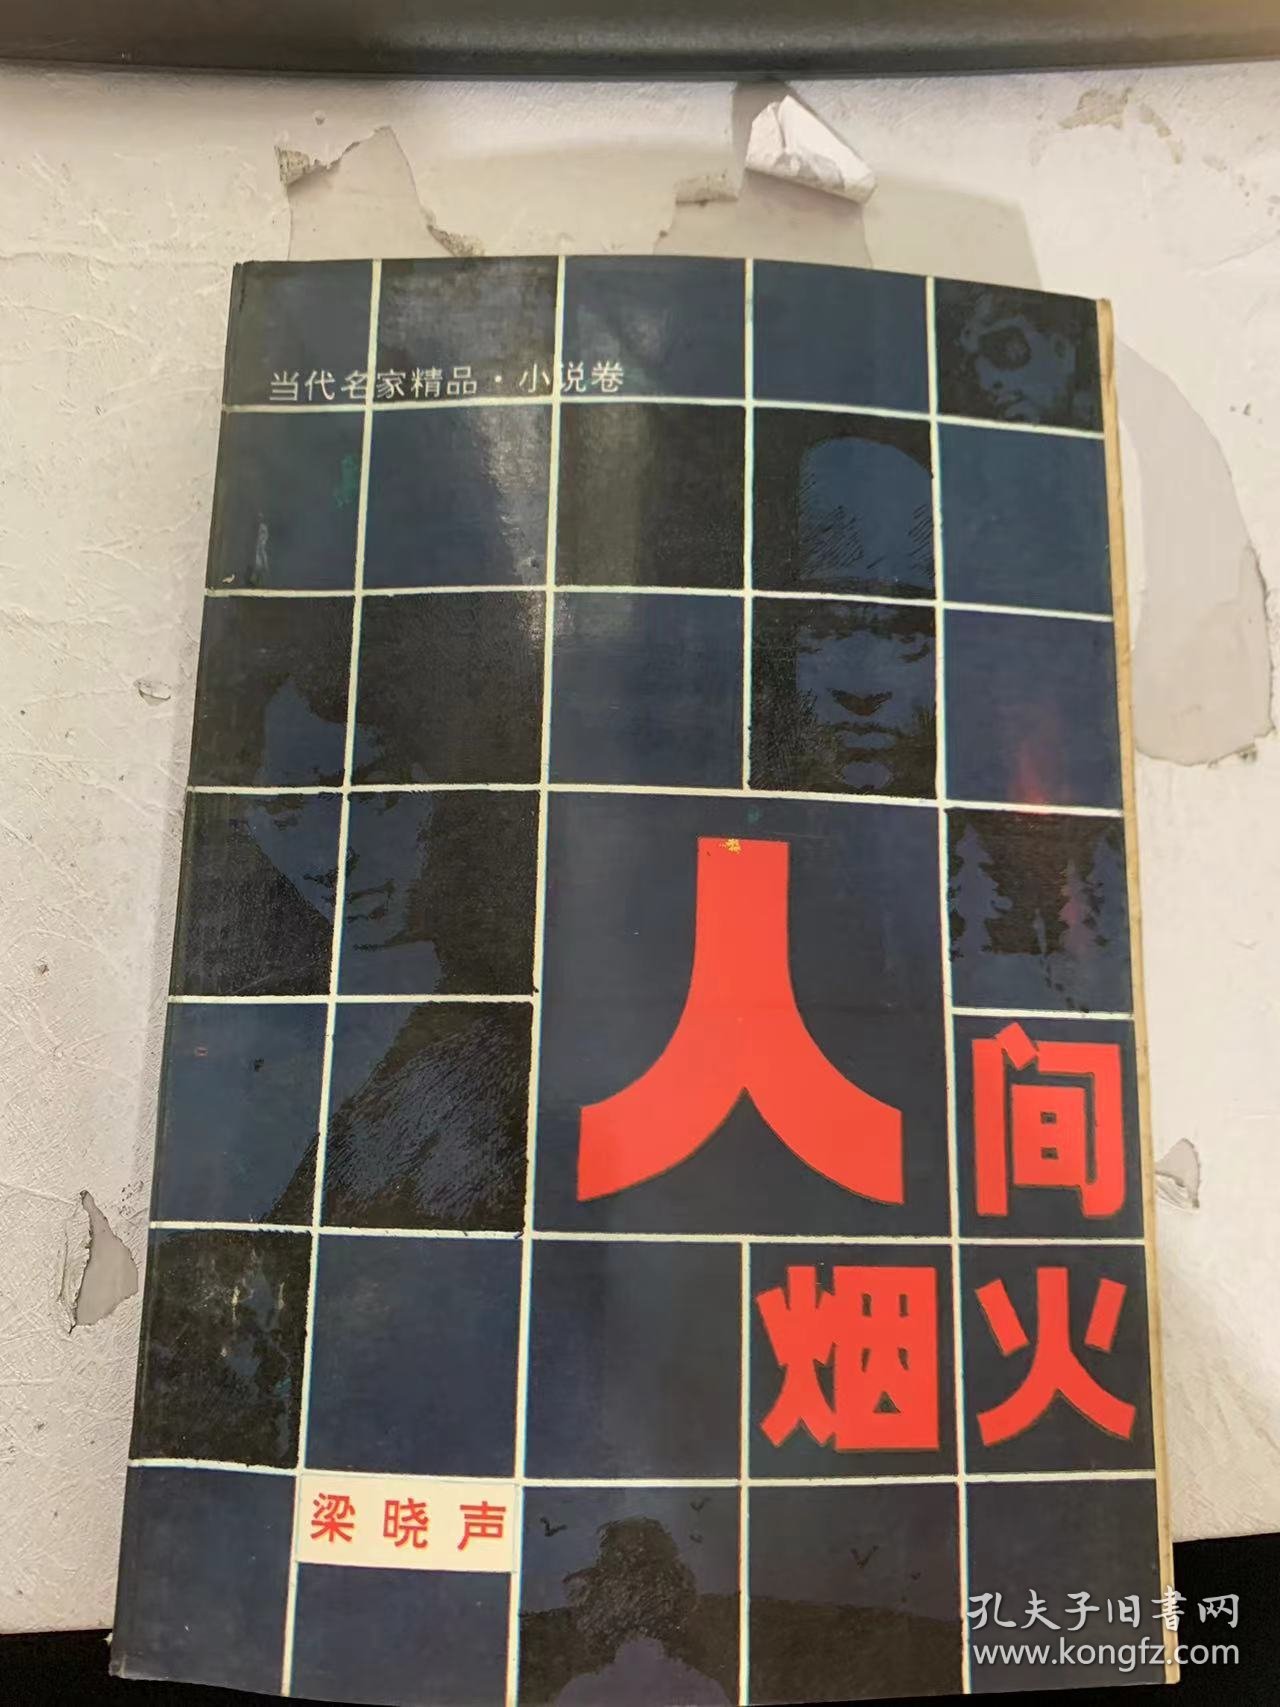 当代名家精品·小说卷
人间
烟火
梁晓声
孔夫子旧書网
www.kongfz.com